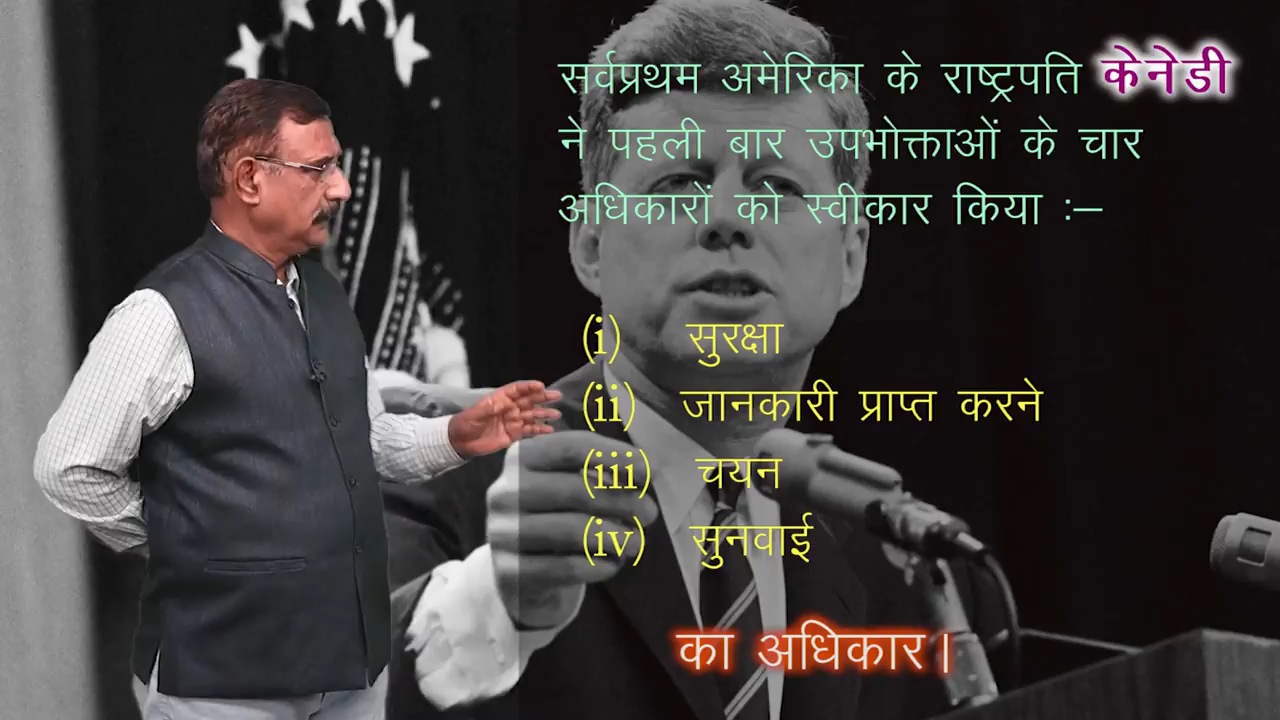 सर्वप्रथम अमेरिका के राष्ट्रपति केनेडी
ने पहली बार उपभोक्ताओं के चार
अधिकारों को स्वीकार किया :–
(i) सुरक्षा
(ii) जानकारी प्राप्त करने
(iii) चयन
(iv) सुनवाई
का अधिकार।